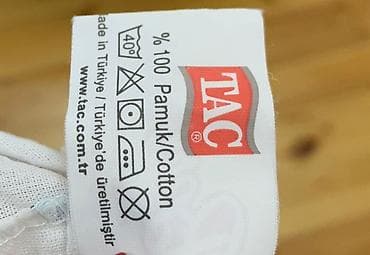 TAC®
%100 Pamuk/Cotton
40°
ade in Türkiye / Türkiye'de üretilmiştir
www.tac.com.tr